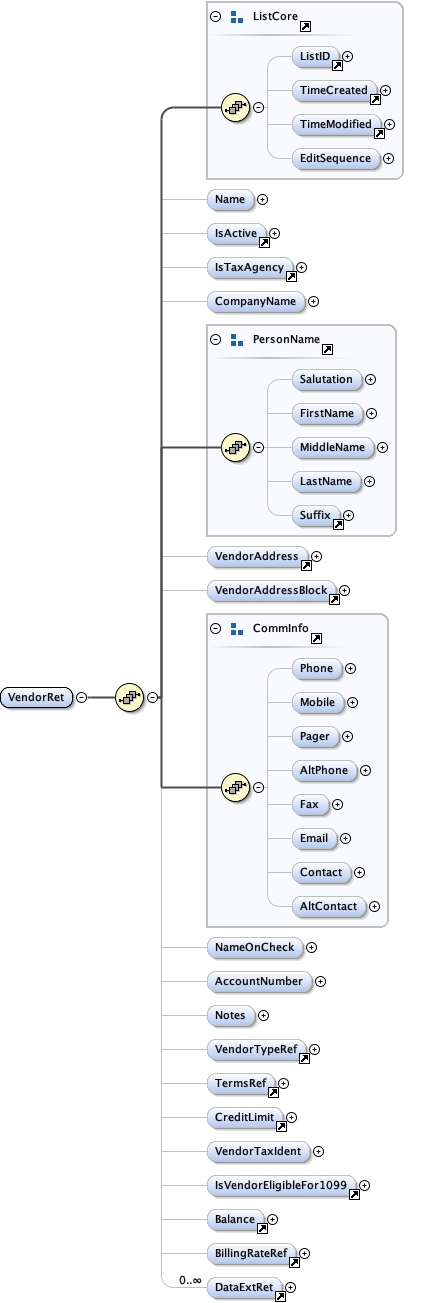 ListCore
ListID
TimeCreated
TimeModified
EditSequence
Name
IsActive
IsTaxAgency
CompanyName
PersonName
Salutation
FirstName
MiddleName
LastName
Suffix
VendorAddress
VendorAddressBlock
CommInfo
Phone
VendorRet
Mobile
Pager
AltPhone
Fax
Email
Contact
AltContact
NameOnCheck
AccountNumber
Notes
VendorTypeRef
TermsRef
CreditLimit
VendorTaxIdent
IsVendorEligibleFor1099
Balance
BillingRateRef
0..∞ DataExtRet